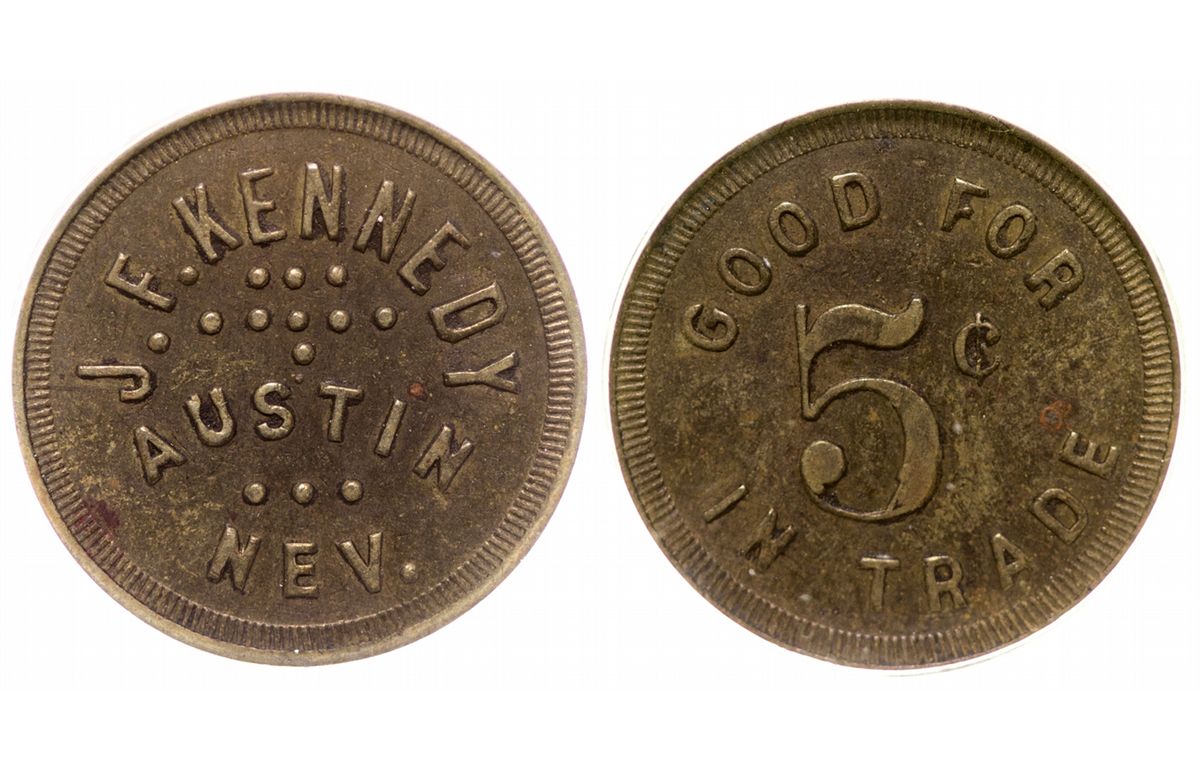 J. F. KENNEDY
AUSTIN
NEV.
GOOD FOR
5 ¢
IN TRADE